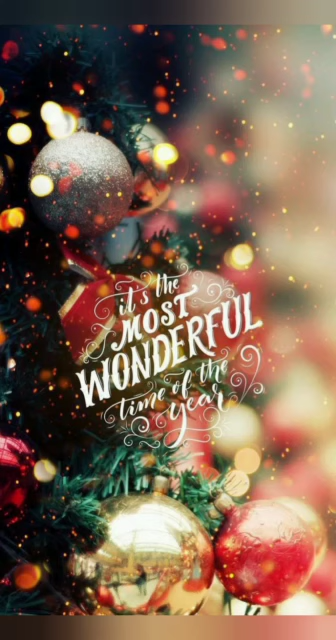 it's the
MOST
WONDERFUL
time of the
year